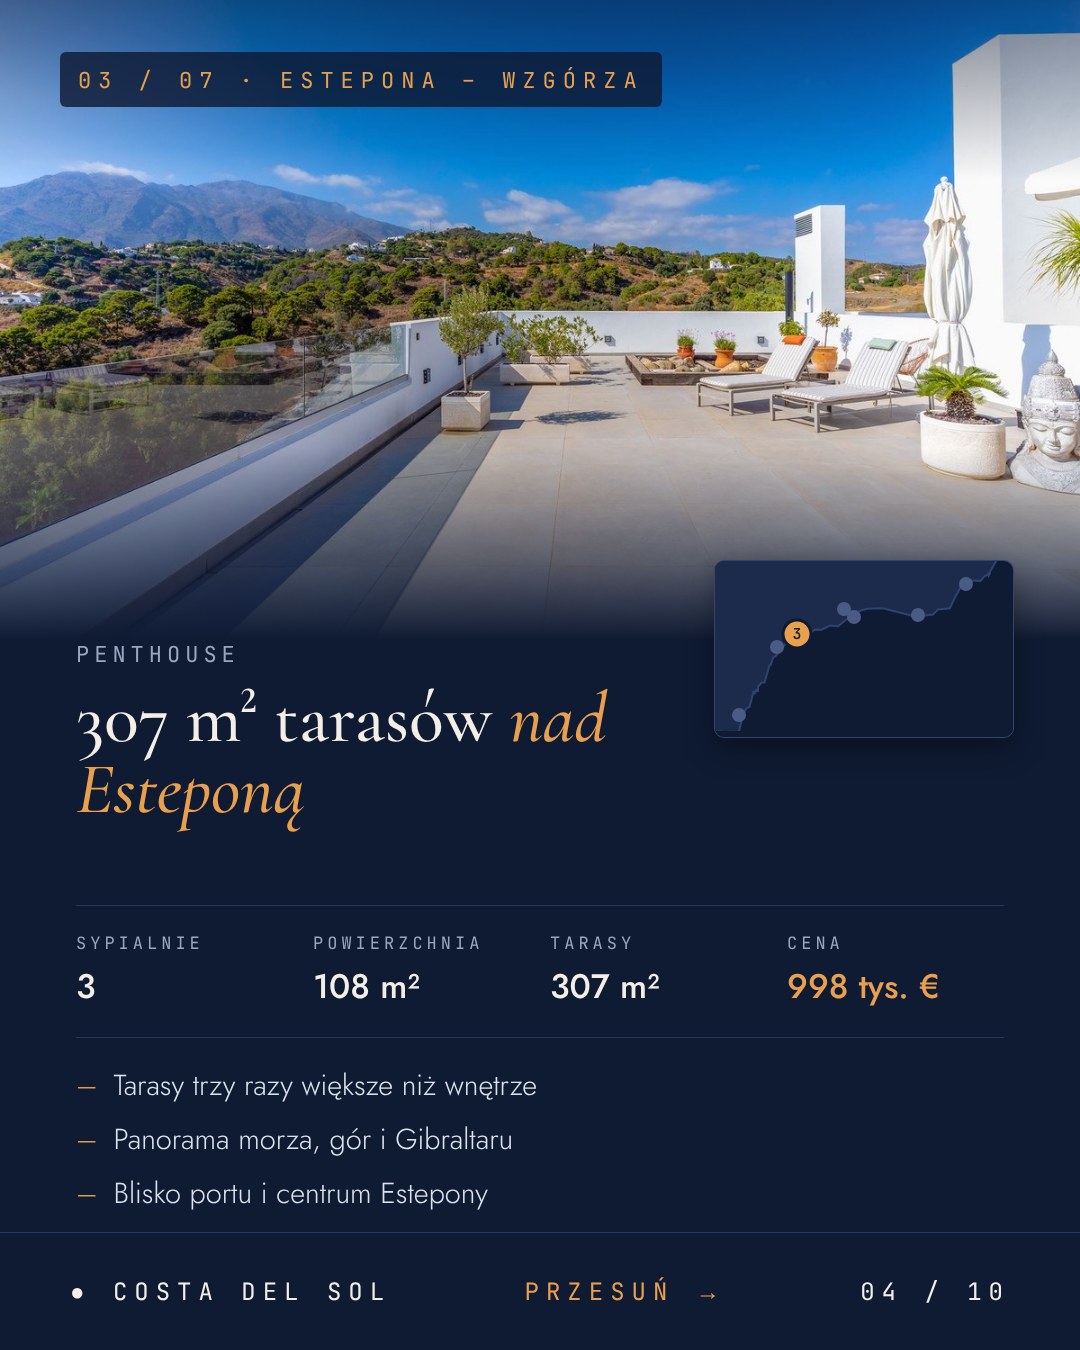 03 / 07 · ESTEPONA – WZGÓRZA
3
PENTHOUSE
307 m² tarasów nad
Esteponą
SYPIALNIE POWIERZCHNIA TARASY CENA
3 108 m² 307 m² 998 tys. €
— Tarasy trzy razy większe niż wnętrze
— Panorama morza, gór i Gibraltaru
— Blisko portu i centrum Estepony
• COSTA DEL SOL PRZESUŃ → 04 / 10